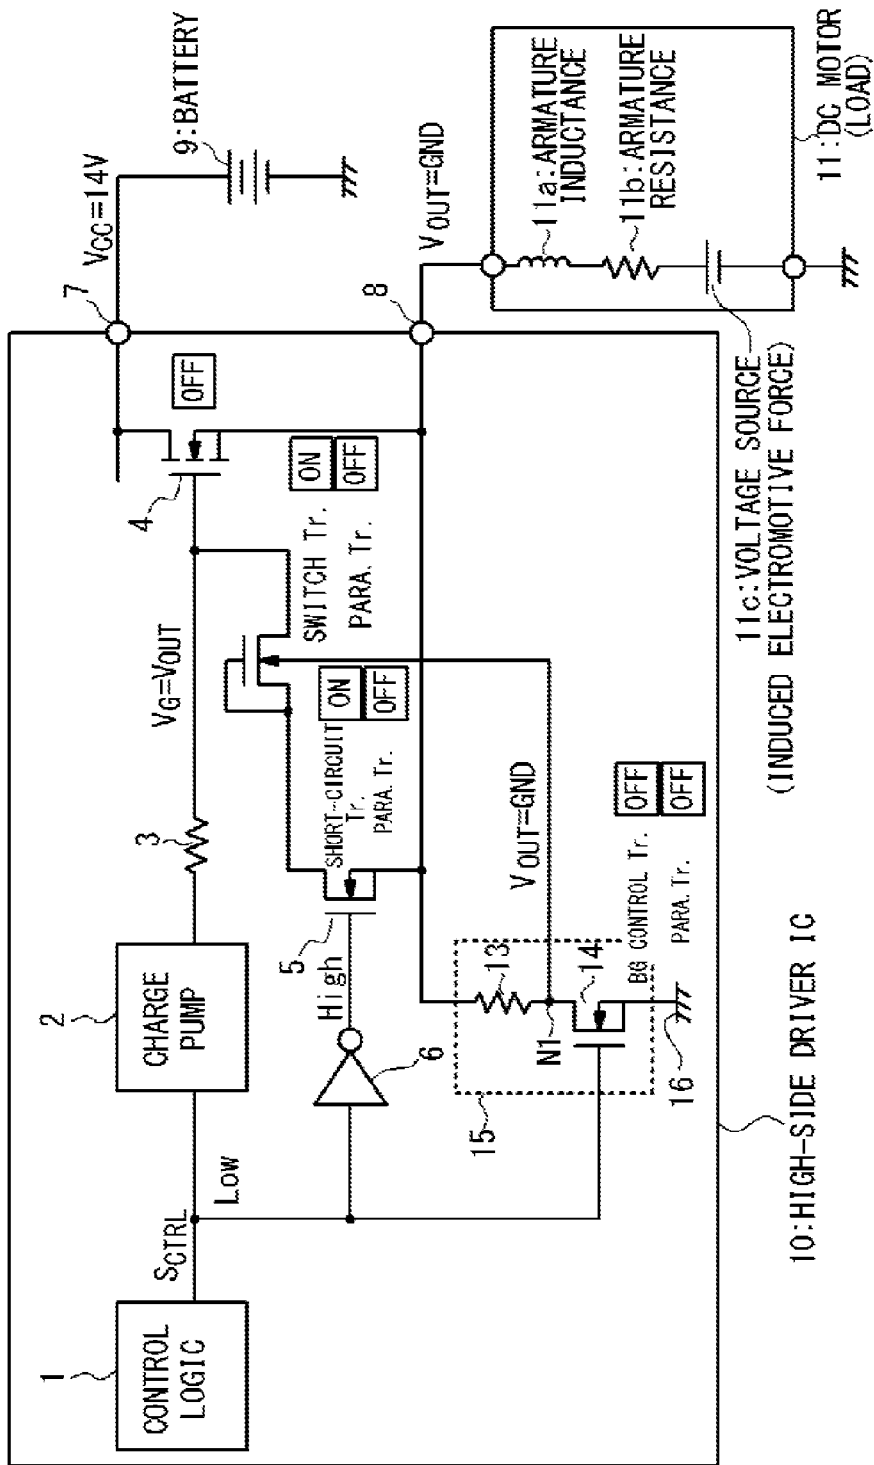 1
CONTROL
LOGIC
SCTRL
Low
2
CHARGE
PUMP
3
VG=VOUT
4
OFF
7
VCC=14V
9:BATTERY
High
5
6
SHORT-CIRCUIT
Tr.
PARA. Tr.
ON
OFF
SWITCH Tr.
PARA. Tr.
ON
OFF
8
VOUT=GND
15
13
N1
14
16
VOUT=GND
BG CONTROL Tr.
PARA. Tr.
OFF
OFF
11a:ARMATURE
INDUCTANCE
11b:ARMATURE
RESISTANCE
11c:VOLTAGE SOURCE
(INDUCED ELECTROMOTIVE FORCE)
11:DC MOTOR
(LOAD)
10:HIGH-SIDE DRIVER IC